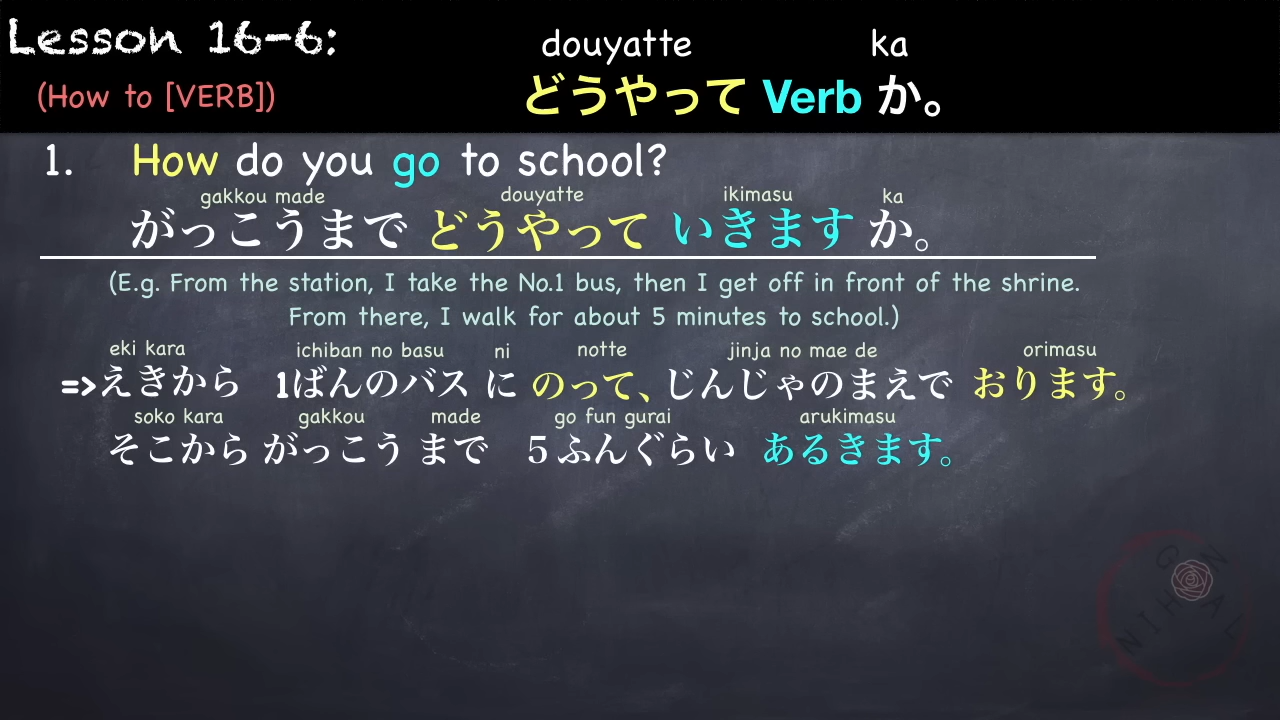 Lesson 16-6:
(How to [VERB])
douyatte ka
どうやって Verb か。
1. How do you go to school?
gakkou made douyatte ikimasu ka
がっこうまで どうやって いきます か。
(E.g. From the station, I take the No.1 bus, then I get off in front of the shrine.
From there, I walk for about 5 minutes to school.)
eki kara ichiban no basu ni notte jinja no mae de orimasu
=>えきから 1ばんのバス に のって、じんじゃのまえで おります。
soko kara gakkou made go fun gurai arukimasu
そこから がっこう まで 5ふんぐらい あるきます。
NIHONGOAL